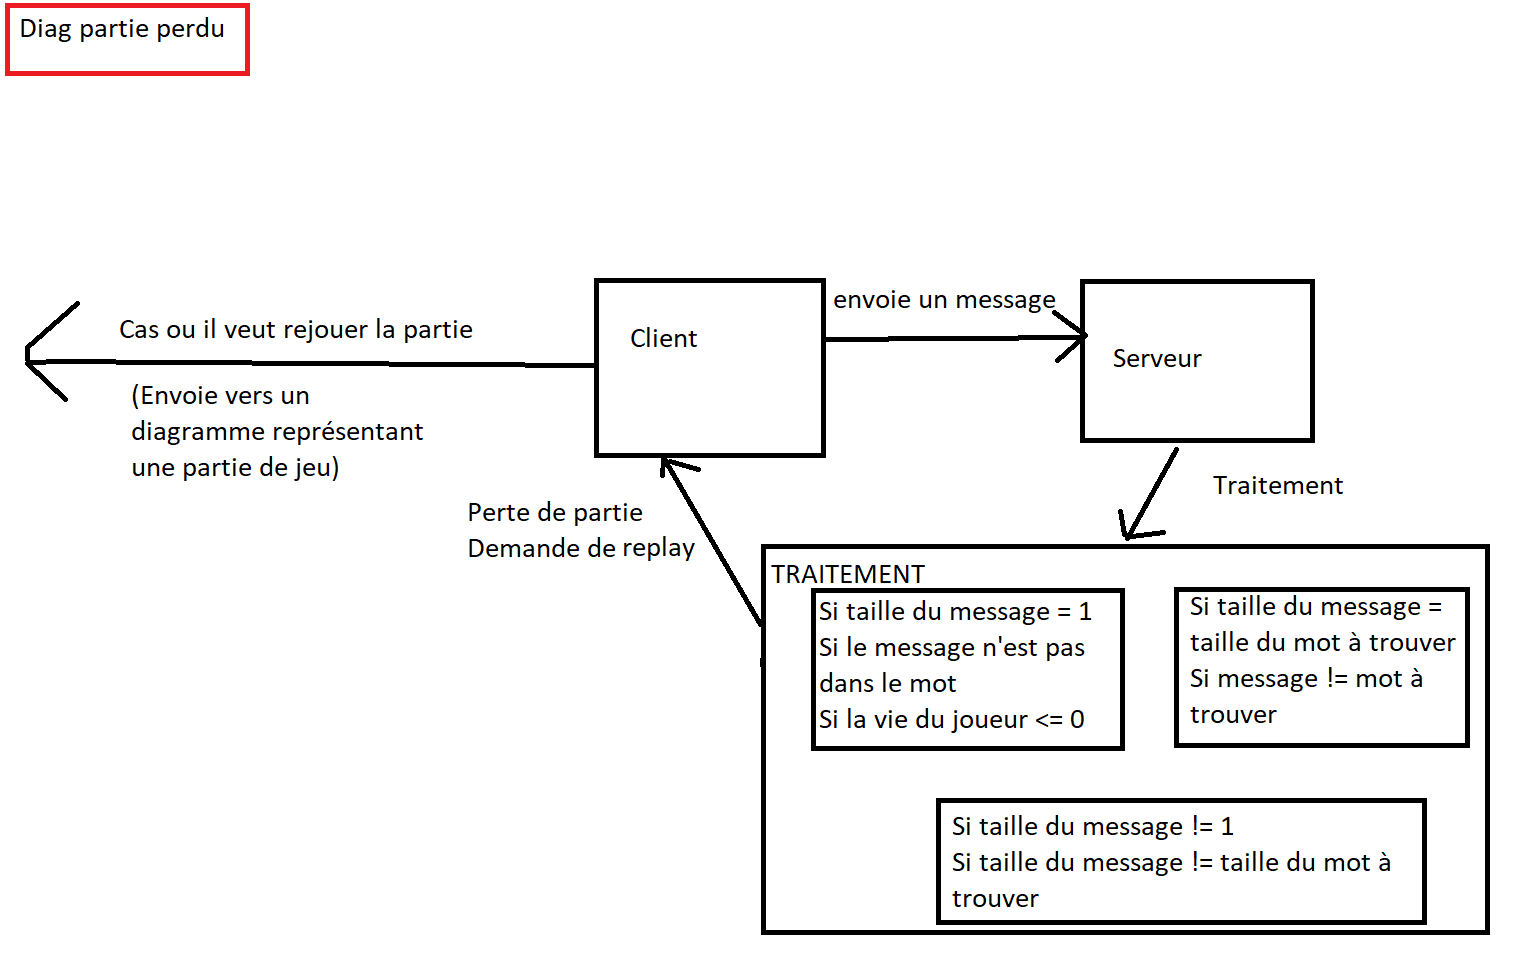 Diag partie perdu
Cas ou il veut rejouer la partie
(Envoie vers un
diagramme représentant
une partie de jeu)
Client
envoie un message
Serveur
Traitement
Perte de partie
Demande de replay
TRAITEMENT
Si taille du message = 1
Si le message n'est pas
dans le mot
Si la vie du joueur <= 0
Si taille du message =
taille du mot à trouver
Si message != mot à
trouver
Si taille du message != 1
Si taille du message != taille du mot à
trouver